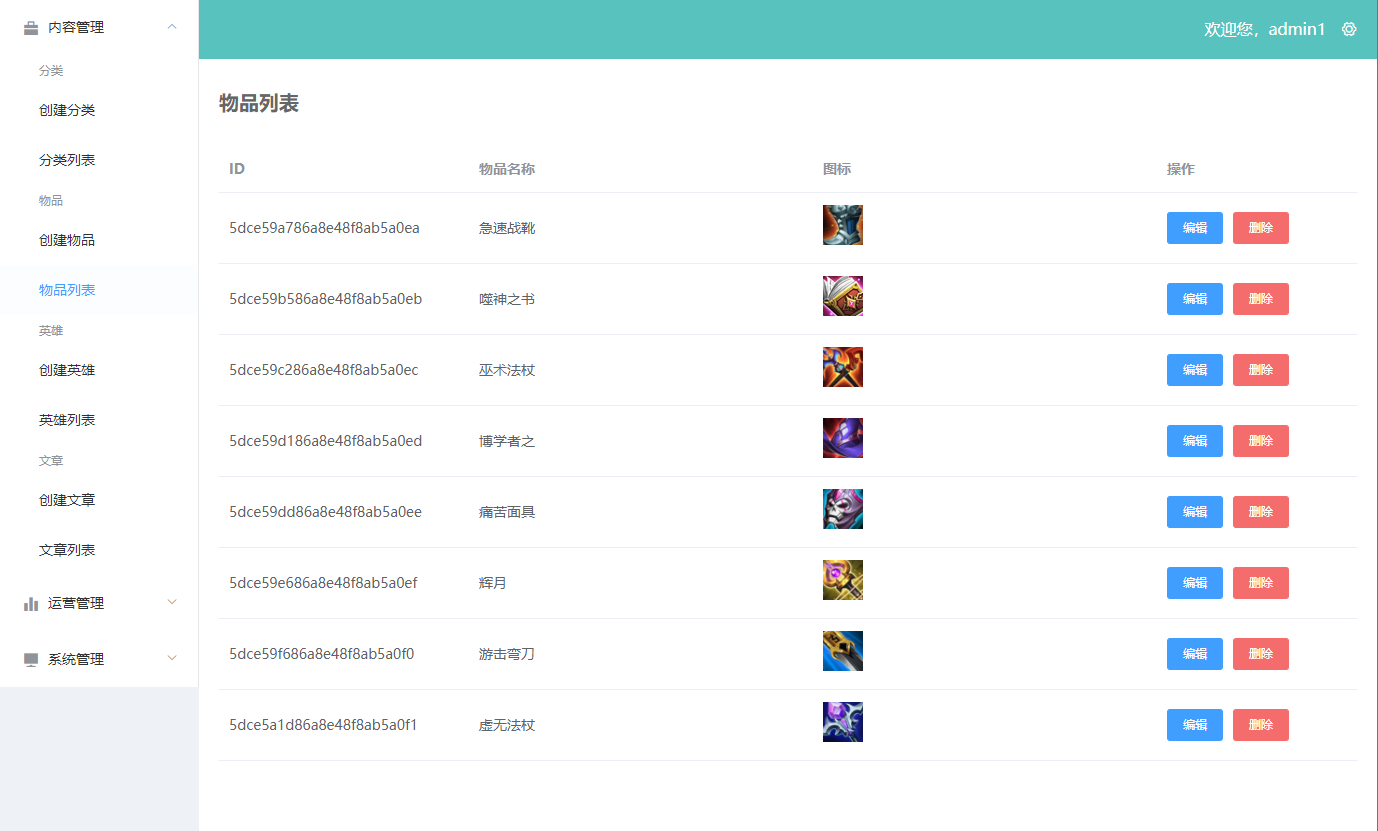 内容管理
分类
创建分类
分类列表
物品
创建物品
物品列表
英雄
创建英雄
英雄列表
文章
创建文章
文章列表
运营管理
系统管理
欢迎您，admin1
物品列表
ID 物品名称 图标 操作
5dce59a786a8e48f8ab5a0ea 急速战靴 编辑 删除
5dce59b586a8e48f8ab5a0eb 噬神之书 编辑 删除
5dce59c286a8e48f8ab5a0ec 巫术法杖 编辑 删除
5dce59d186a8e48f8ab5a0ed 博学者之 编辑 删除
5dce59dd86a8e48f8ab5a0ee 痛苦面具 编辑 删除
5dce59e686a8e48f8ab5a0ef 辉月 编辑 删除
5dce59f686a8e48f8ab5a0f0 游击弯刀 编辑 删除
5dce5a1d86a8e48f8ab5a0f1 虚无法杖 编辑 删除